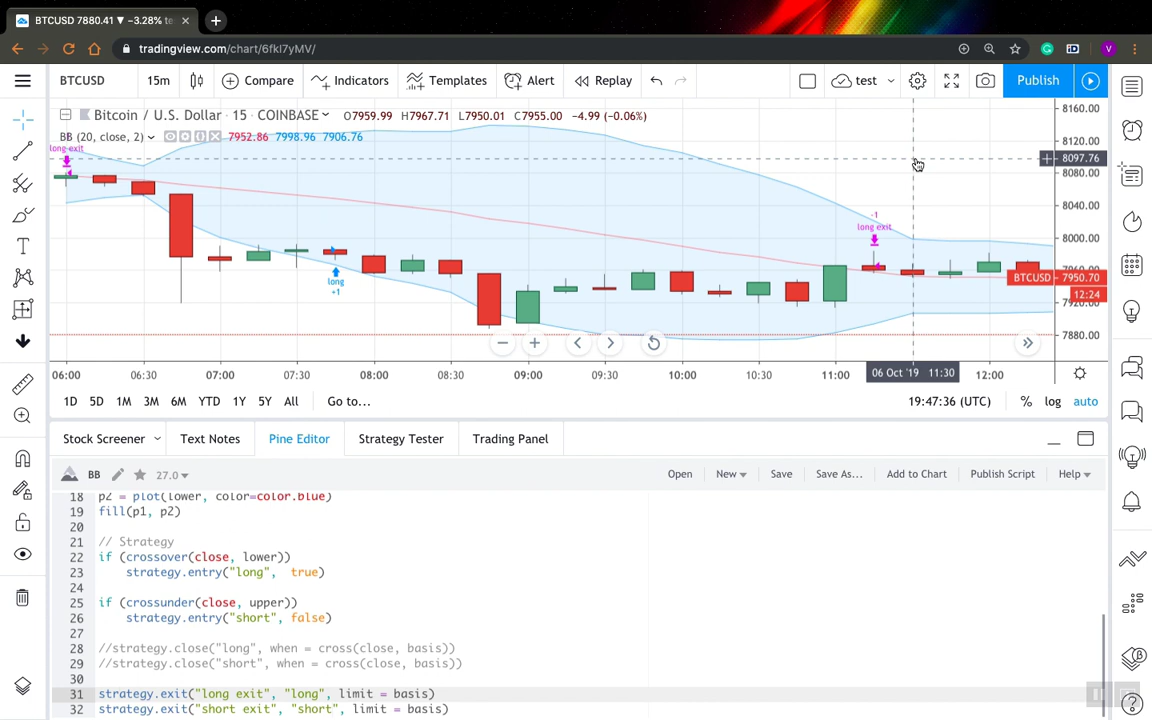 BTCUSD 7880.41 ▼ −3.28% te
tradingview.com/chart/6fkI7yMV/
V
BTCUSD 15m Compare Indicators Templates Alert Replay test Publish
Bitcoin / U.S. Dollar · 15 · COINBASE O7959.99 H7967.71 L7950.01 C7955.00 −4.99 (−0.06%)
BB (20, close, 2) 7952.86 7998.96 7906.76
long exit
-1
long exit
long
+1
8160.00
8120.00
8097.76
8080.00
8040.00
8000.00
BTCUSD 7950.70
12:24
7920.00
7880.00
06:00 06:30 07:00 07:30 08:00 08:30 09:00 09:30 10:00 10:30 11:00 06 Oct '19 11:30 12:00
1D 5D 1M 3M 6M YTD 1Y 5Y All Go to... 19:47:36 (UTC) % log auto
Stock Screener Text Notes Pine Editor Strategy Tester Trading Panel
BB 27.0 Open New Save Save As... Add to Chart Publish Script Help
18 p2 = plot(lower, color=color.blue)
19 fill(p1, p2)
20
21 // Strategy
22 if (crossover(close, lower))
23 strategy.entry("long", true)
24
25 if (crossunder(close, upper))
26 strategy.entry("short", false)
27
28 //strategy.close("long", when = cross(close, basis))
29 //strategy.close("short", when = cross(close, basis))
30
31 strategy.exit("long exit", "long", limit = basis)
32 strategy.exit("short exit", "short", limit = basis)